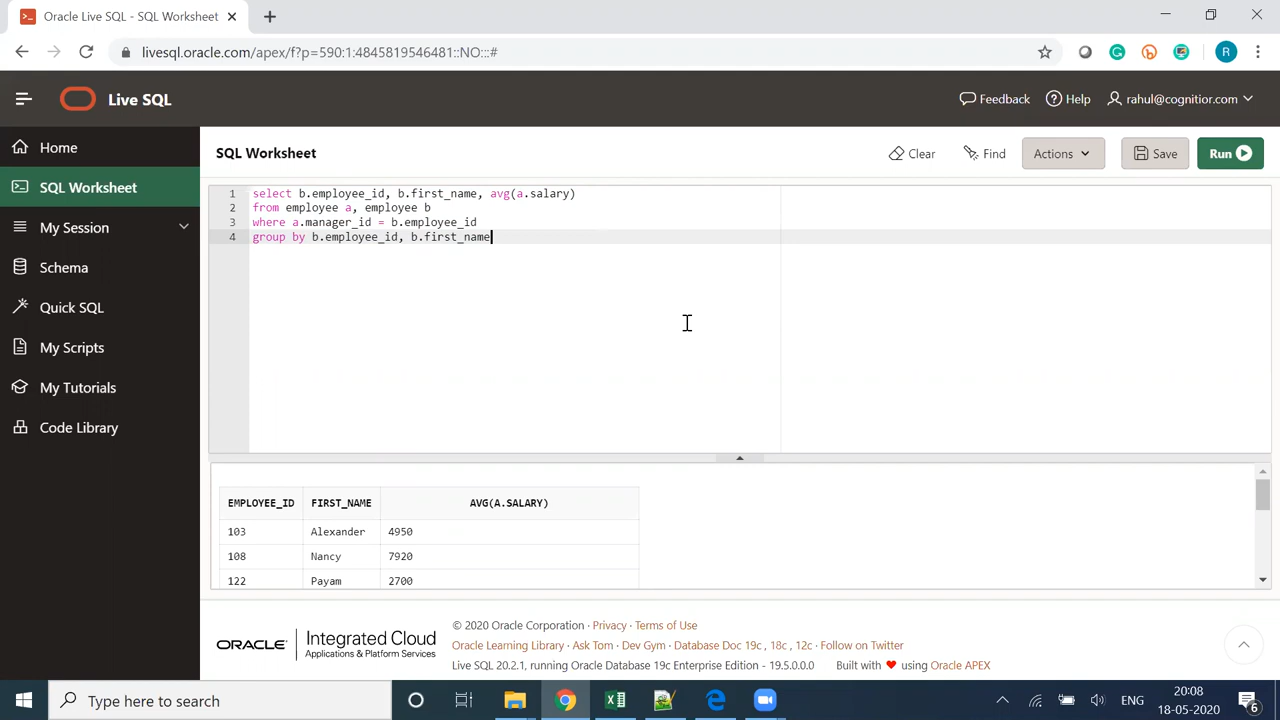 Oracle Live SQL - SQL Worksheet
livesql.oracle.com/apex/f?p=590:1:4845819546481::NO:::#
R
Live SQL
Feedback
Help
rahul@cognitior.com
Home
SQL Worksheet
My Session
Schema
Quick SQL
My Scripts
My Tutorials
Code Library
SQL Worksheet
Clear
Find
Actions
Save
Run
1 select b.employee_id, b.first_name, avg(a.salary)
2 from employee a, employee b
3 where a.manager_id = b.employee_id
4 group by b.employee_id, b.first_name
EMPLOYEE_ID FIRST_NAME AVG(A.SALARY)
103 Alexander 4950
108 Nancy 7920
122 Payam 2700
ORACLE Integrated Cloud
Applications & Platform Services
© 2020 Oracle Corporation · Privacy · Terms of Use
Oracle Learning Library · Ask Tom · Dev Gym · Database Doc 19c, 18c, 12c · Follow on Twitter
Live SQL 20.2.1, running Oracle Database 19c Enterprise Edition - 19.5.0.0.0 Built with ❤ using Oracle APEX
Type here to search
ENG
20:08
18-05-2020
6